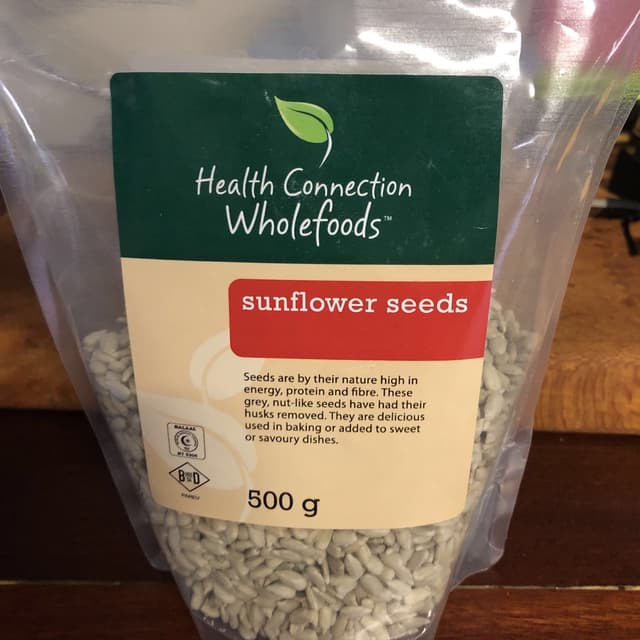 Health Connection
Wholefoods™
sunflower seeds
Seeds are by their nature high in
energy, protein and fibre. These
grey, nut-like seeds have had their
husks removed. They are delicious
used in baking or added to sweet
or savoury dishes.
HALAAL
B D
PAREV
500 g